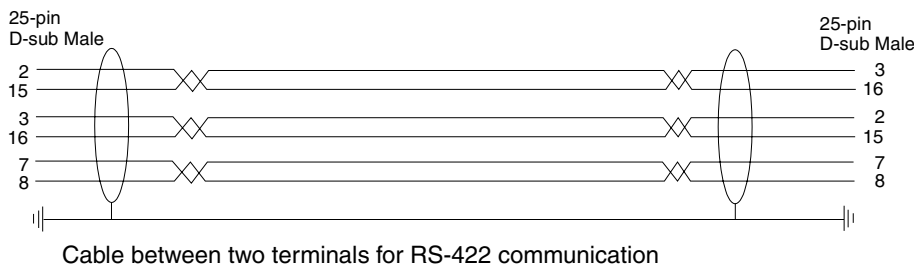 25-pin
D-sub Male
25-pin
D-sub Male
2
3
15
16
3
2
16
15
7
7
8
8
Cable between two terminals for RS-422 communication